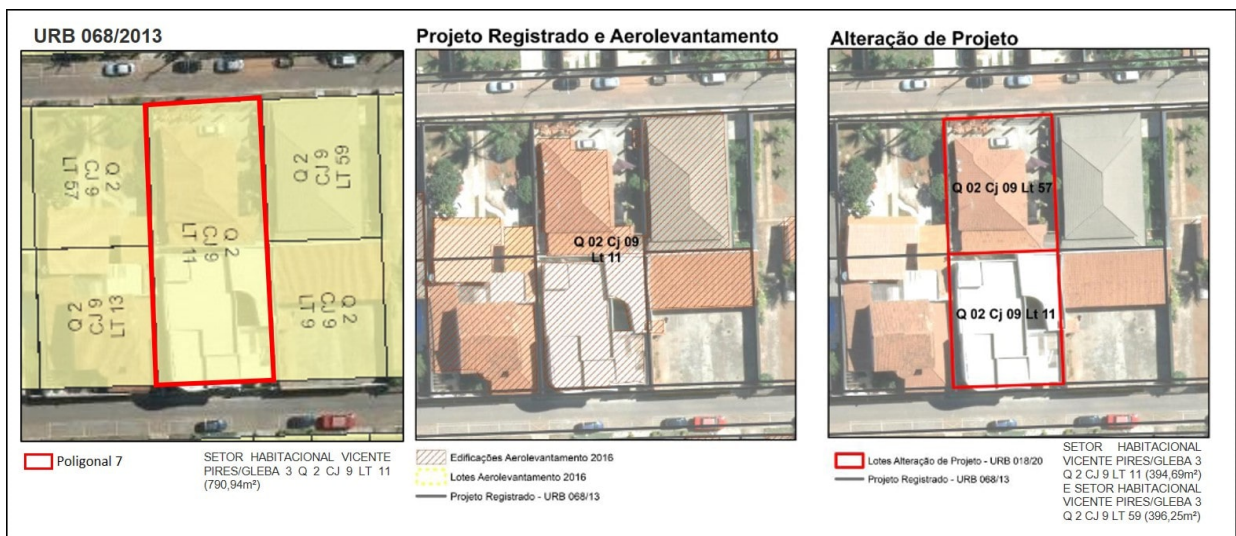 URB 068/2013
Q 2
CJ 9
LT 57
Q 2
CJ 9
LT 11
Q 2
CJ 9
LT 59
Q 2
CJ 9
LT 13
Q 2
CJ 9
LT 9
Poligonal 7
SETOR HABITACIONAL VICENTE
PIRES/GLEBA 3 Q 2 CJ 9 LT 11
(790,94m²)
Projeto Registrado e Aerolevantamento
Q 02 Cj 09
Lt 11
Edificações Aerolevantamento 2016
Lotes Aerolevantamento 2016
Projeto Registrado - URB 068/13
Alteração de Projeto
Q 02 Cj 09 Lt 57
Q 02 Cj 09 Lt 11
Lotes Alteração de Projeto - URB 018/20
Projeto Registrado - URB 068/13
SETOR HABITACIONAL
VICENTE PIRES/GLEBA 3
Q 2 CJ 9 LT 11 (394,69m²)
E SETOR HABITACIONAL
VICENTE PIRES/GLEBA 3
Q 2 CJ 9 LT 59 (396,25m²)